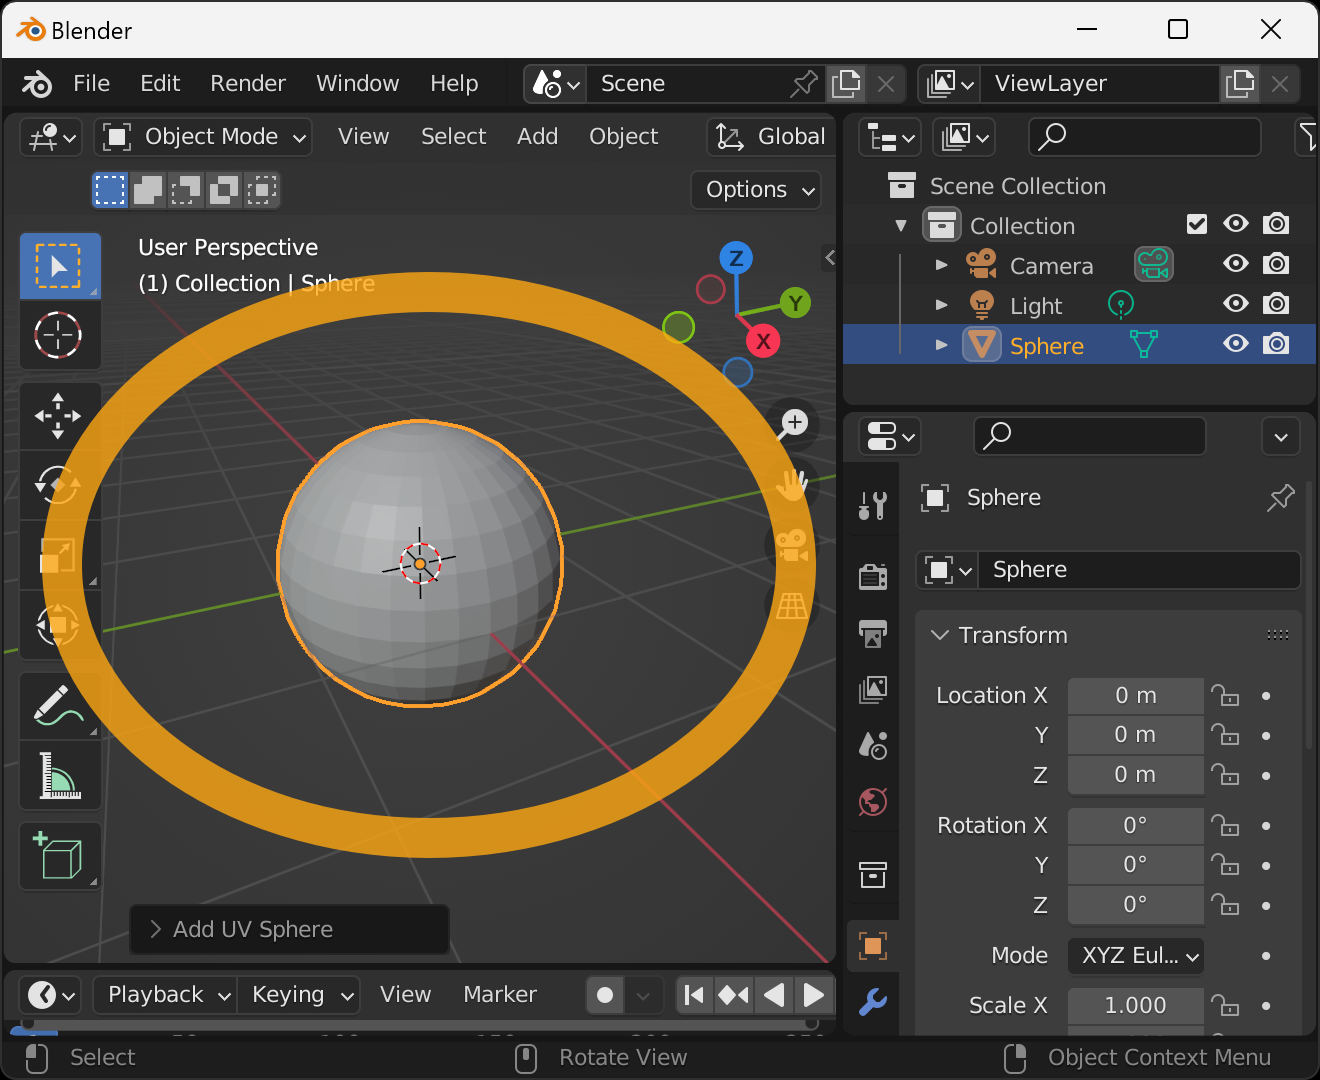 Blender
File Edit Render Window Help Scene ViewLayer
Object Mode View Select Add Object Global
Options
User Perspective
(1) Collection | Sphere
Z
Y
X
Add UV Sphere
Playback Keying View Marker
Scene Collection
Collection
Camera
Light
Sphere
Sphere
Sphere
Transform
Location X 0 m
Y 0 m
Z 0 m
Rotation X 0°
Y 0°
Z 0°
Mode XYZ Eul...
Scale X 1.000
Select Rotate View Object Context Menu